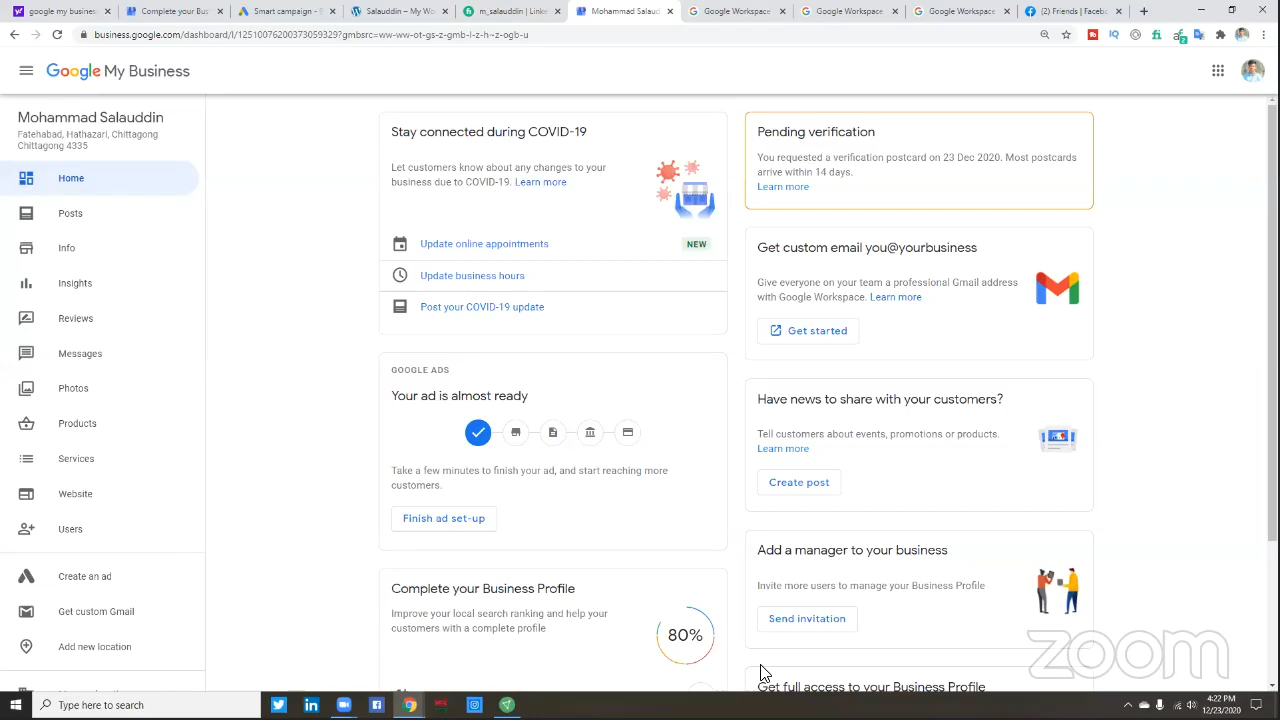 google my business
Complete your Bus
Smart campaign - S
Salauddin – My Wo
m_salauddin | Linke
Mohammad Salaud
Google Workspace
Google Workspace
Google Workspace
(2) Friends | Faceb
business.google.com/dashboard/l/12510076200373059329?gmbsrc=ww-ww-ot-gs-z-gmb-l-z-h~z-ogb-u
Google My Business
Mohammad Salauddin
Fatehabad, Hathazari, Chittagong
Chittagong 4335
Home
Posts
Info
Insights
Reviews
Messages
Photos
Products
Services
Website
Users
Create an ad
Get custom Gmail
Add new location
Stay connected during COVID-19
Let customers know about any changes to your
business due to COVID-19. Learn more
Update online appointments
NEW
Update business hours
Post your COVID-19 update
GOOGLE ADS
Your ad is almost ready
Take a few minutes to finish your ad, and start reaching more
customers.
Finish ad set-up
Complete your Business Profile
Improve your local search ranking and help your
customers with a complete profile
80%
Pending verification
You requested a verification postcard on 23 Dec 2020. Most postcards
arrive within 14 days.
Learn more
Get custom email you@yourbusiness
Give everyone on your team a professional Gmail address
with Google Workspace. Learn more
Get started
Have news to share with your customers?
Tell customers about events, promotions or products.
Learn more
Create post
Add a manager to your business
Invite more users to manage your Business Profile
Send invitation
Get full access to your Business Profile
zoom
Type here to search
4:22 PM
12/23/2020